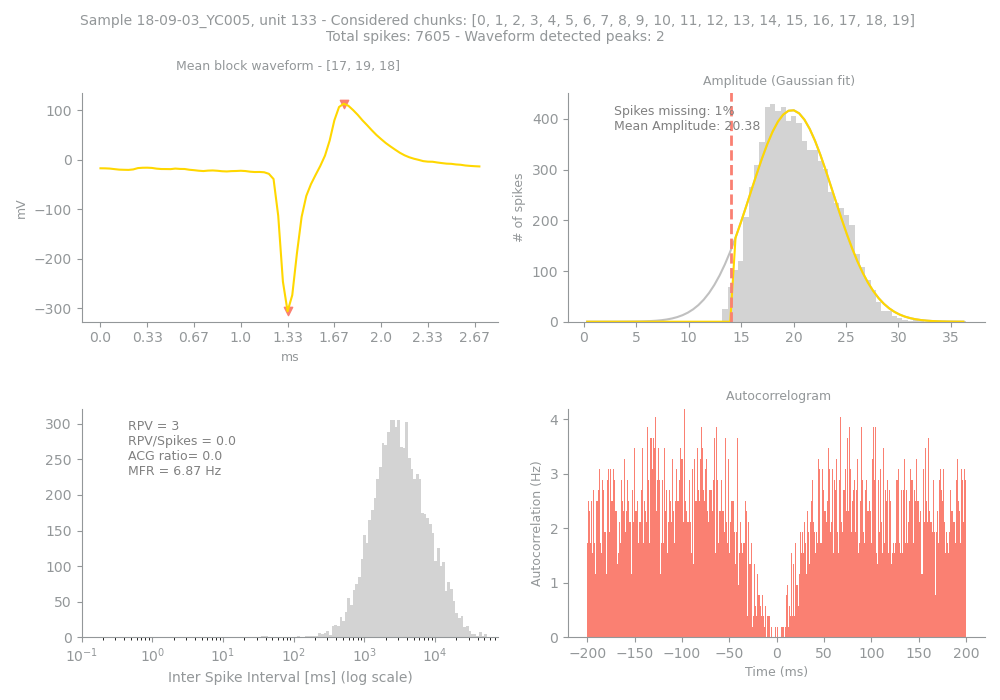 Sample 18-09-03_YC005, unit 133 - Considered chunks: [0, 1, 2, 3, 4, 5, 6, 7, 8, 9, 10, 11, 12, 13, 14, 15, 16, 17, 18, 19]
Total spikes: 7605 - Waveform detected peaks: 2
Mean block waveform - [17, 19, 18]
mV
100
0
−100
−200
−300
0.0 0.33 0.67 1.0 1.33 1.67 2.0 2.33 2.67
ms
Amplitude (Gaussian fit)
Spikes missing: 1%
Mean Amplitude: 20.38
# of spikes
400
300
200
100
0
0 5 10 15 20 25 30 35
RPV = 3
RPV/Spikes = 0.0
ACG ratio= 0.0
MFR = 6.87 Hz
300
250
200
150
100
50
0
10⁻¹ 10⁰ 10¹ 10² 10³ 10⁴
Inter Spike Interval [ms] (log scale)
Autocorrelogram
Autocorrelation (Hz)
4
3
2
1
0
−200 −150 −100 −50 0 50 100 150 200
Time (ms)